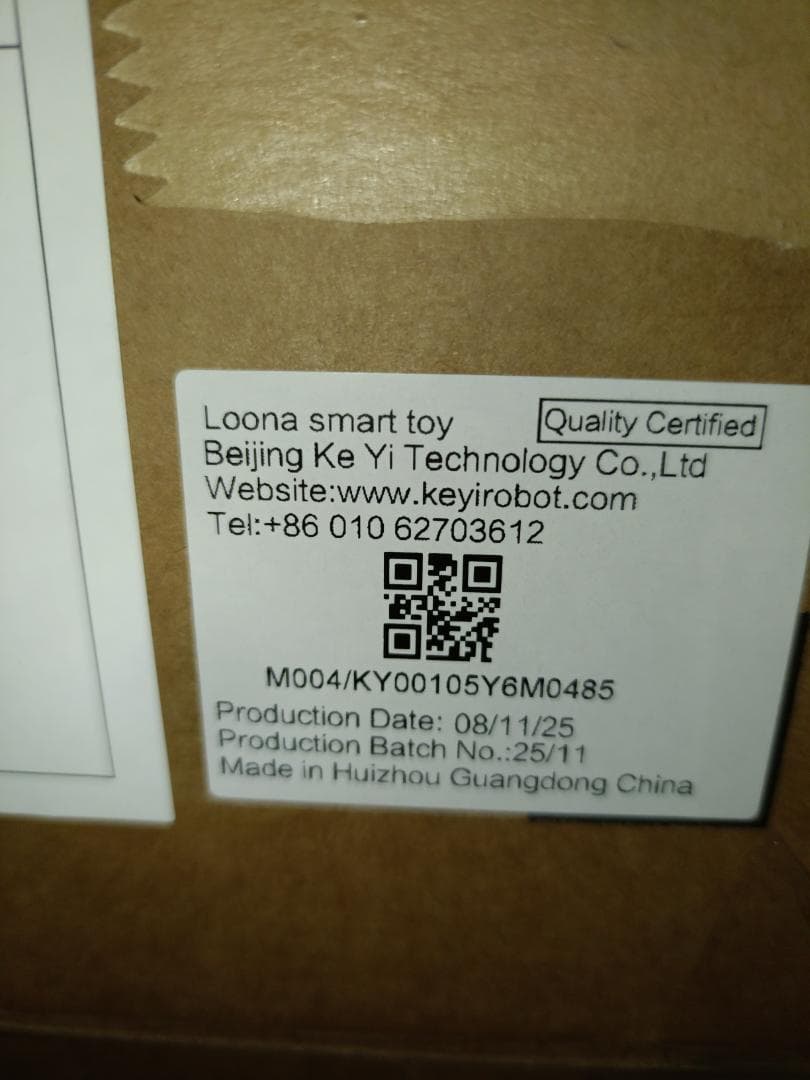 Loona smart toy
Quality Certified
Beijing Ke Yi Technology Co.,Ltd
Website:www.keyirobot.com
Tel:+86 010 62703612
M004/KY00105Y6M0485
Production Date: 08/11/25
Production Batch No.:25/11
Made in Huizhou Guangdong China